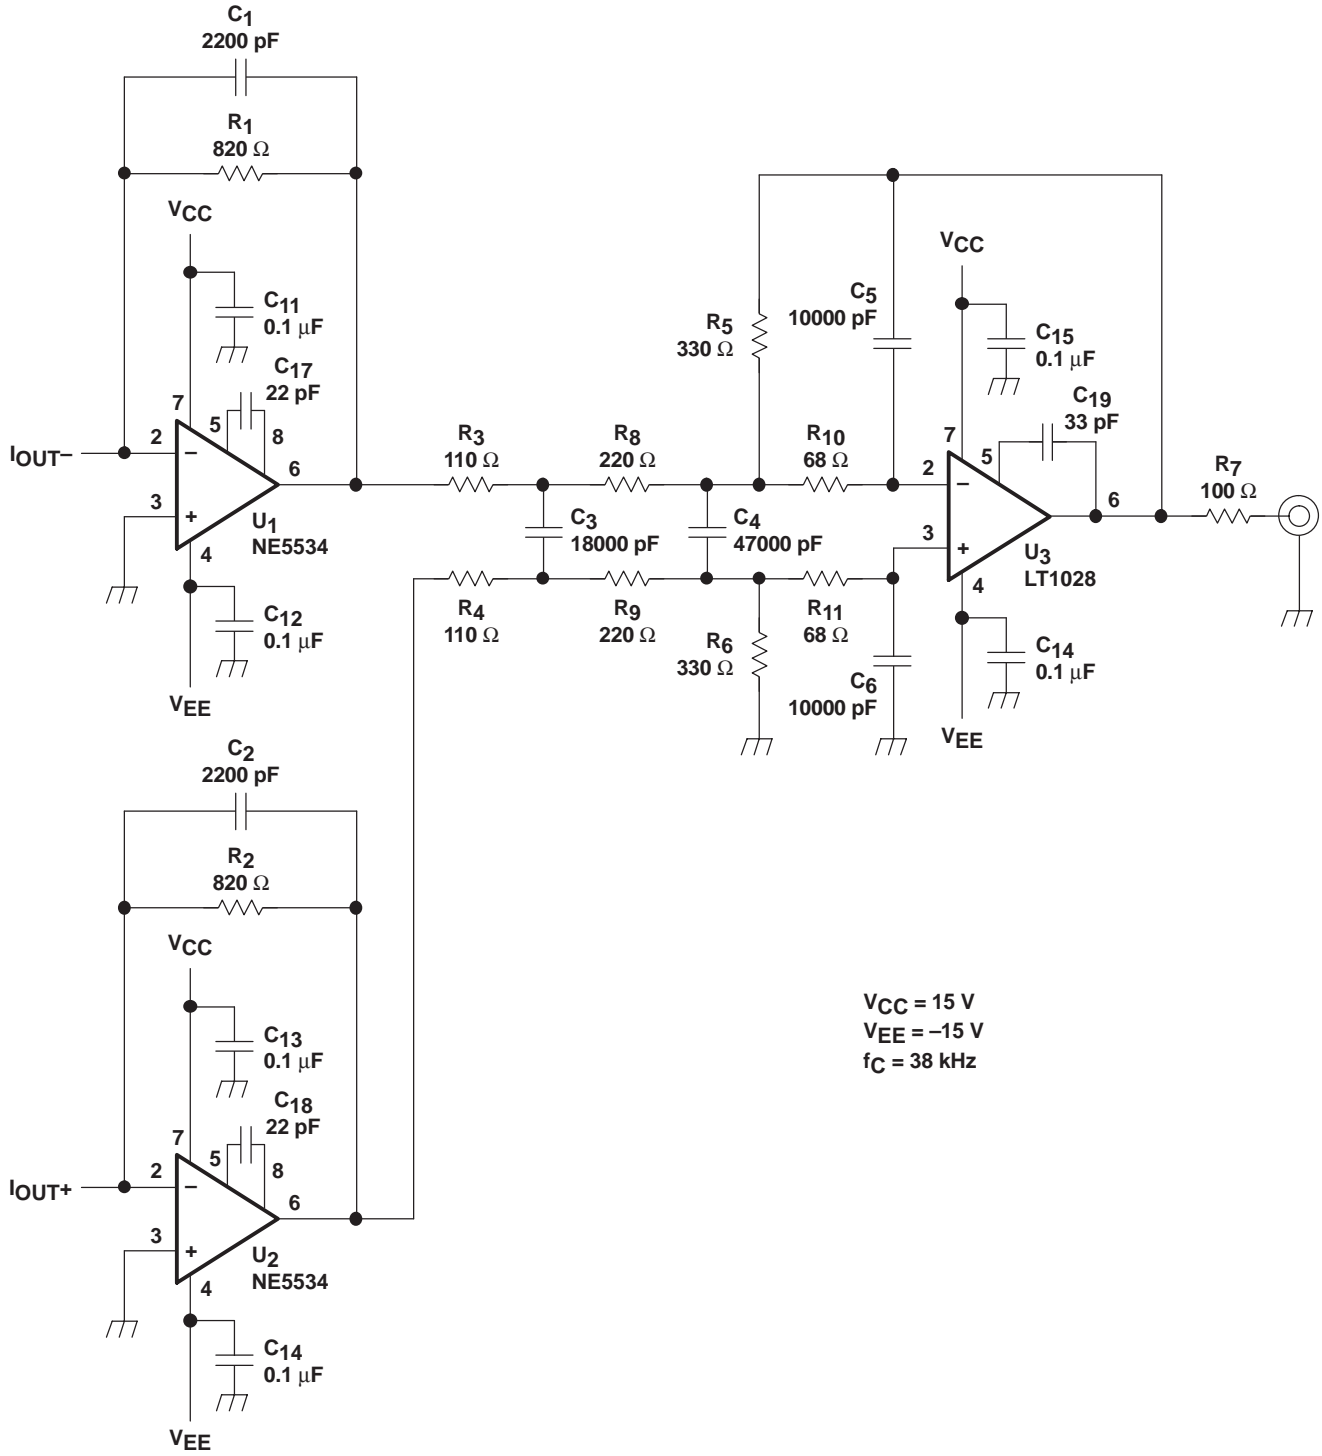 C1
2200 pF
R1
820 Ω
VCC
C11
0.1 μF
C17
22 pF
7
5
8
2
–
6
IOUT–
3
+
U1
NE5534
4
C12
0.1 μF
VEE
R3
110 Ω
R8
220 Ω
R10
68 Ω
C3
18000 pF
C4
47000 pF
R4
110 Ω
R9
220 Ω
R11
68 Ω
R5
330 Ω
C5
10000 pF
R6
330 Ω
C6
10000 pF
VCC
C15
0.1 μF
C19
33 pF
7
5
2
–
6
3
+
U3
LT1028
4
R7
100 Ω
C14
0.1 μF
VEE
C2
2200 pF
R2
820 Ω
VCC
C13
0.1 μF
C18
22 pF
7
5
8
2
–
6
IOUT+
3
+
U2
NE5534
4
C14
0.1 μF
VEE
VCC = 15 V
VEE = –15 V
fC = 38 kHz